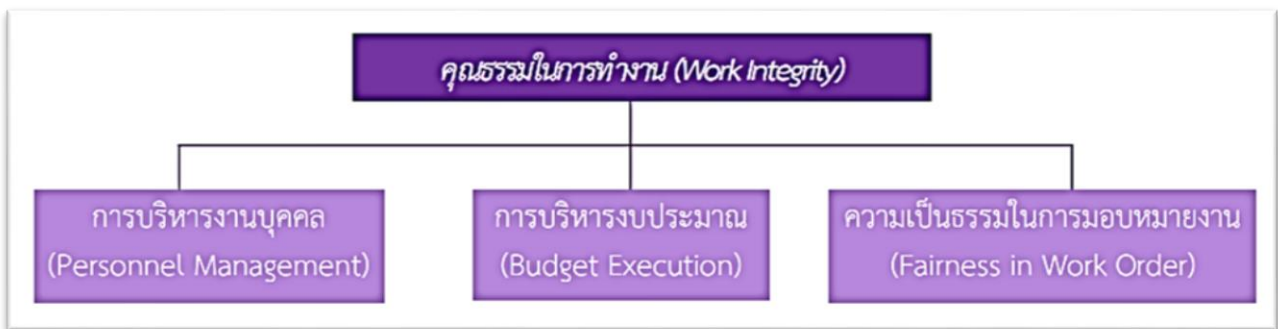 คุณธรรมในการทำงาน (Work Integrity)
การบริหารงานบุคคล
(Personnel Management)
การบริหารงบประมาณ
(Budget Execution)
ความเป็นธรรมในการมอบหมายงาน
(Fairness in Work Order)